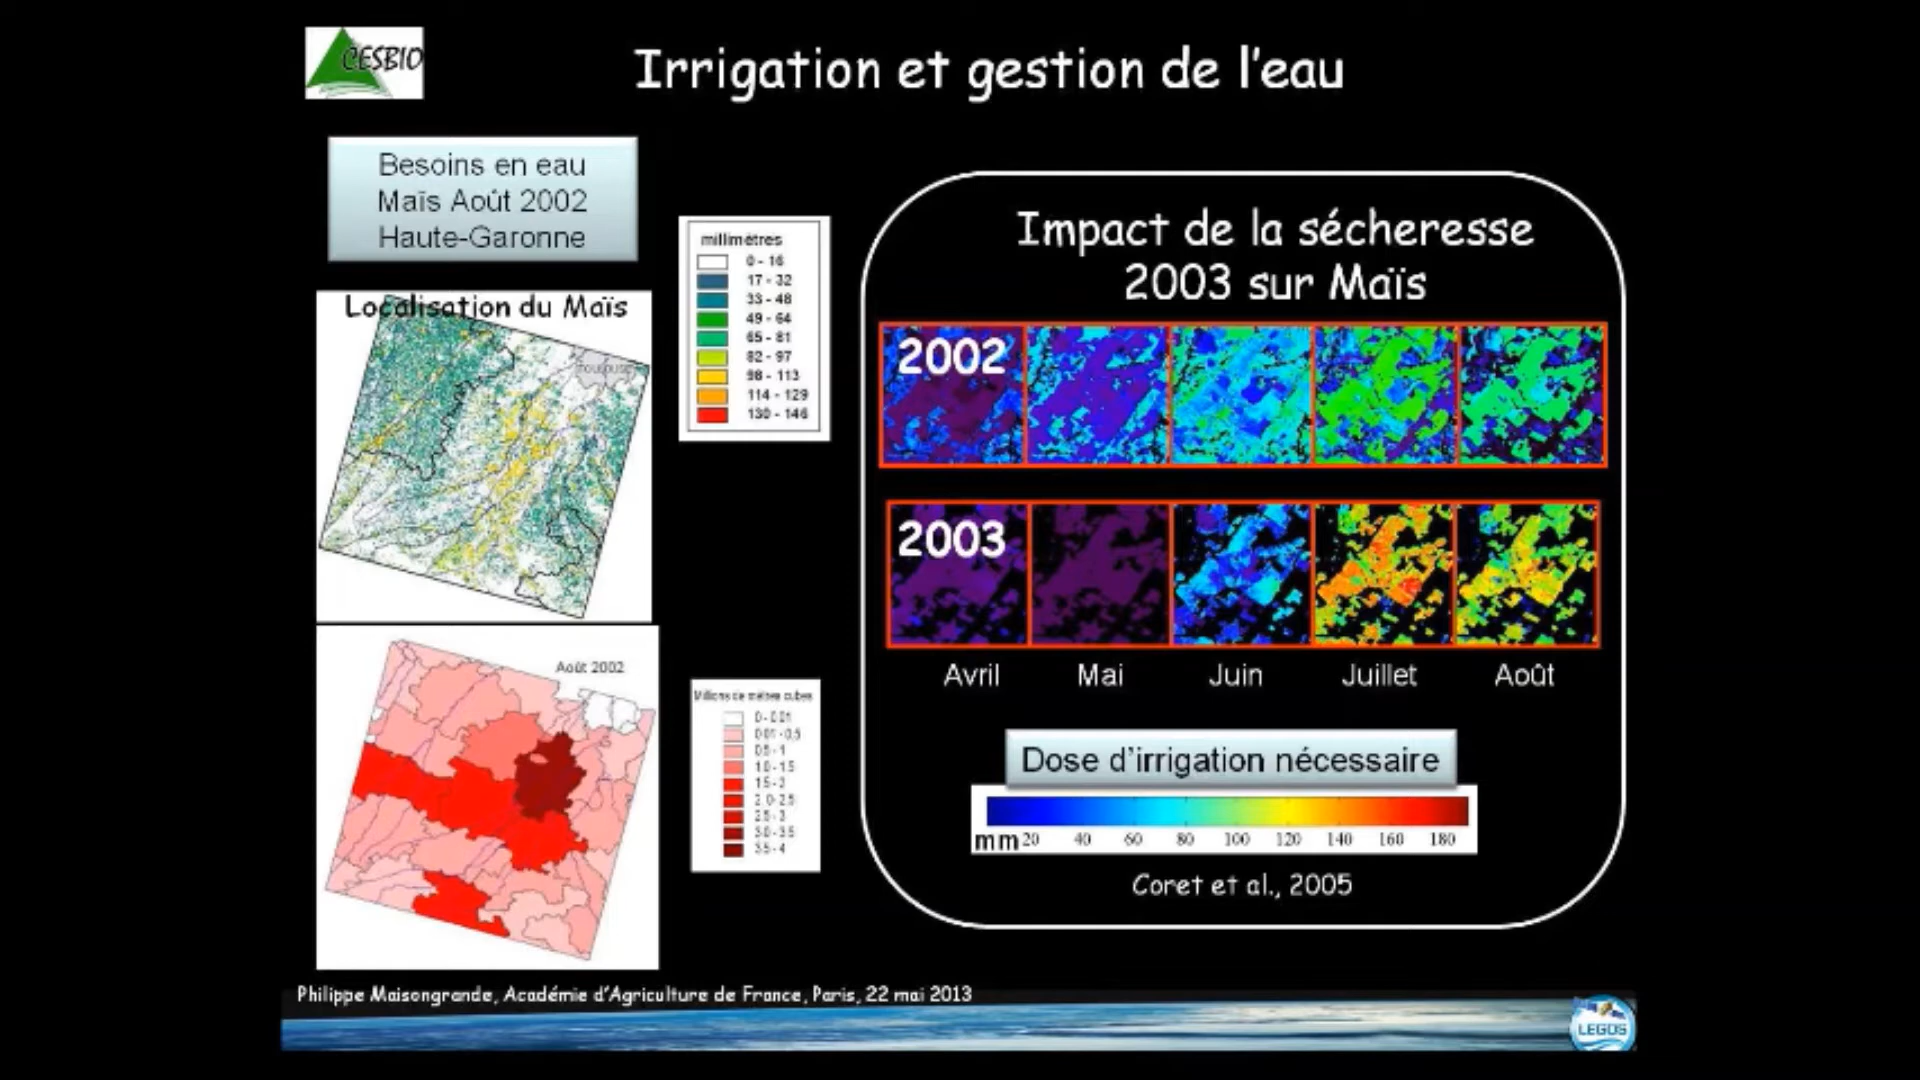 CESBIO
Irrigation et gestion de l'eau
Besoins en eau
Maïs Août 2002
Haute-Garonne
Localisation du Maïs
TOULOUSE
millimètres
0 - 16
17 - 32
33 - 48
49 - 64
65 - 81
82 - 97
98 - 113
114 - 129
130 - 146
Août 2002
Millions de mètres cubes
0 - 0.01
0.01 - 0.5
0.5 - 1
1.0 - 1.5
1.5 - 2
2.0 - 2.5
2.5 - 3
3.0 - 3.5
3.5 - 4
Impact de la sécheresse
2003 sur Maïs
2002
2003
Avril Mai Juin Juillet Août
Dose d'irrigation nécessaire
mm 20 40 60 80 100 120 140 160 180
Coret et al., 2005
Philippe Maisongrande, Académie d'Agriculture de France, Paris, 22 mai 2013
LEGOS